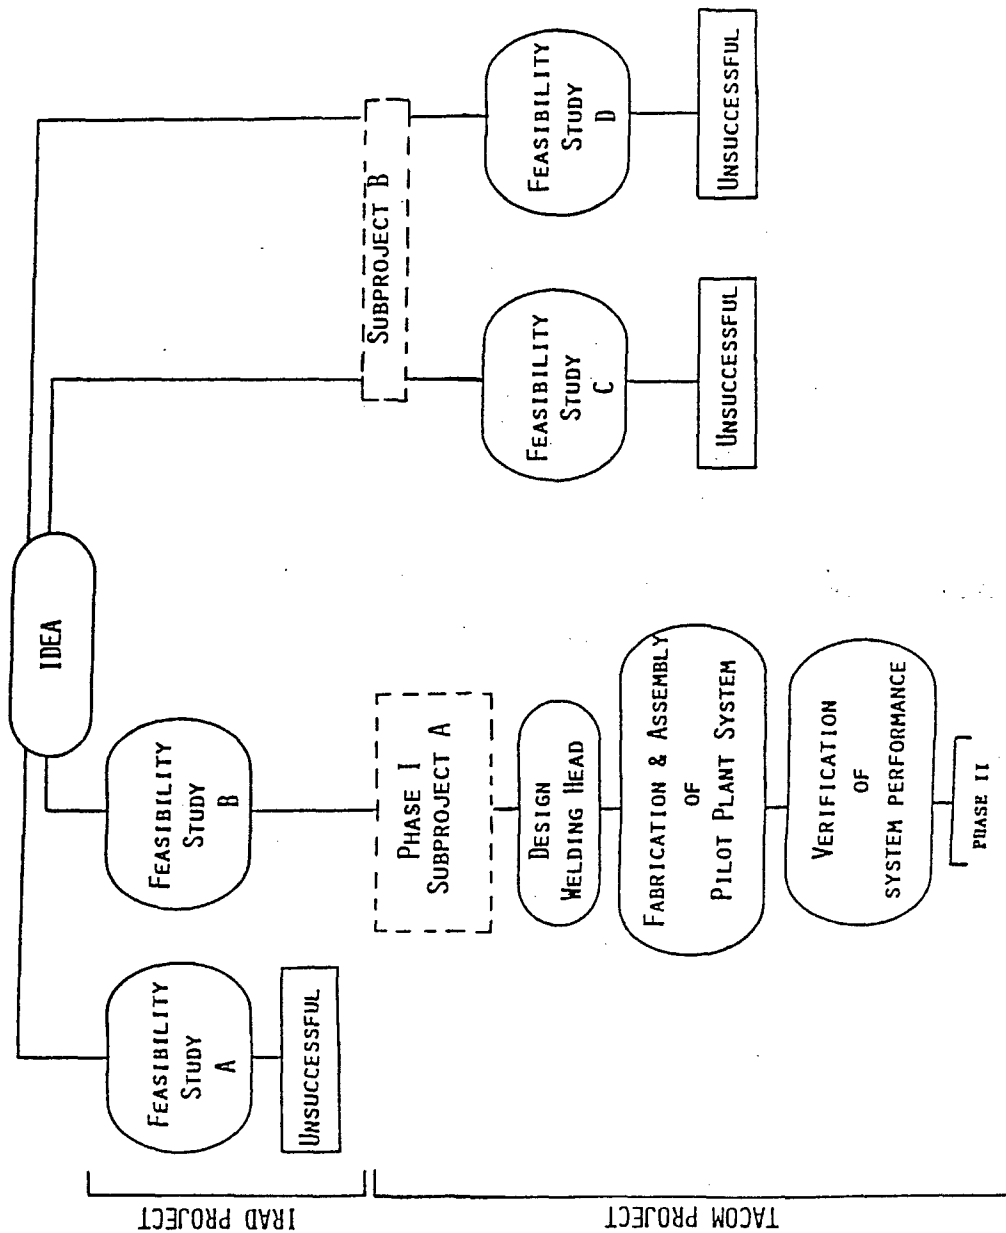 IDEA
IRAD PROJECT
FEASIBILITY
STUDY
A
UNSUCCESSFUL
FEASIBILITY
STUDY
B
TACOM PROJECT
PHASE I
SUBPROJECT A
DESIGN
WELDING HEAD
FABRICATION & ASSEMBLY
OF
PILOT PLANT SYSTEM
VERIFICATION
OF
SYSTEM PERFORMANCE
PHASE II
SUBPROJECT B
FEASIBILITY
STUDY
C
UNSUCCESSFUL
FEASIBILITY
STUDY
D
UNSUCCESSFUL